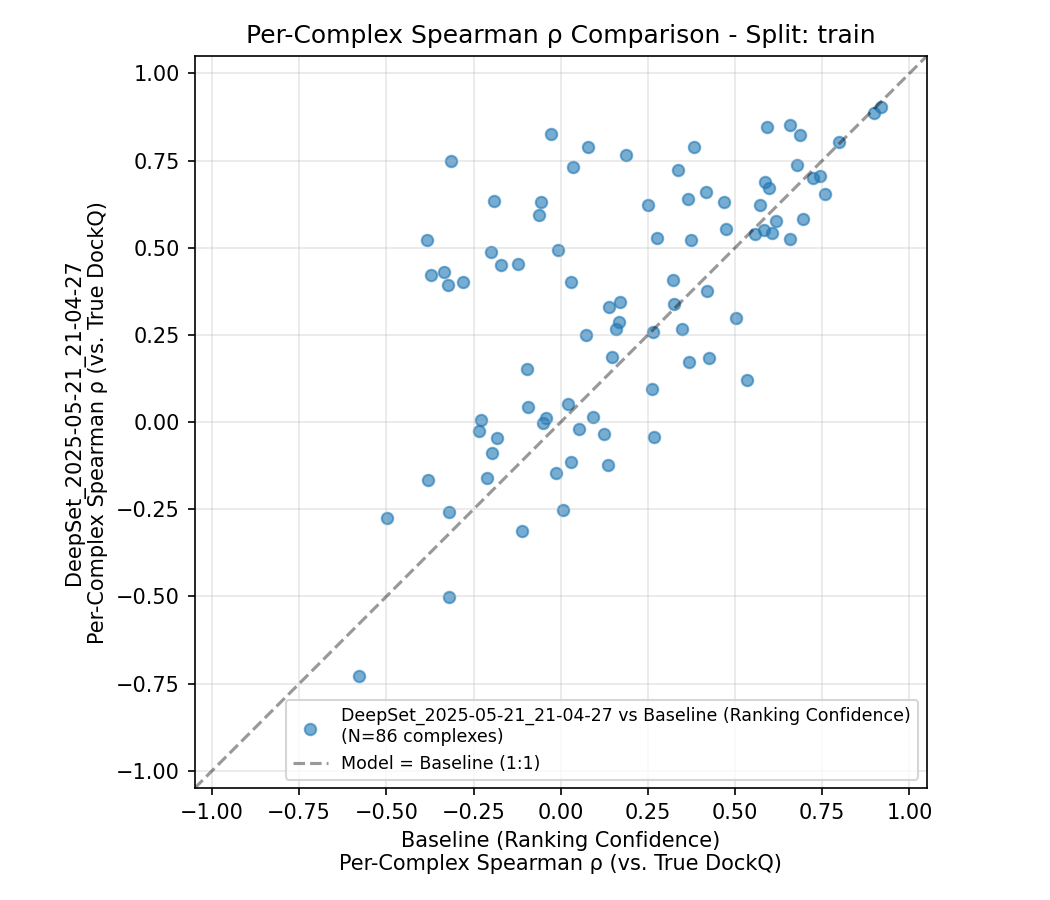 Per-Complex Spearman ρ Comparison - Split: train
DeepSet_2025-05-21_21-04-27
Per-Complex Spearman ρ (vs. True DockQ)
1.00
0.75
0.50
0.25
0.00
−0.25
−0.50
−0.75
−1.00
DeepSet_2025-05-21_21-04-27 vs Baseline (Ranking Confidence)
(N=86 complexes)
Model = Baseline (1:1)
−1.00 −0.75 −0.50 −0.25 0.00 0.25 0.50 0.75 1.00
Baseline (Ranking Confidence)
Per-Complex Spearman ρ (vs. True DockQ)